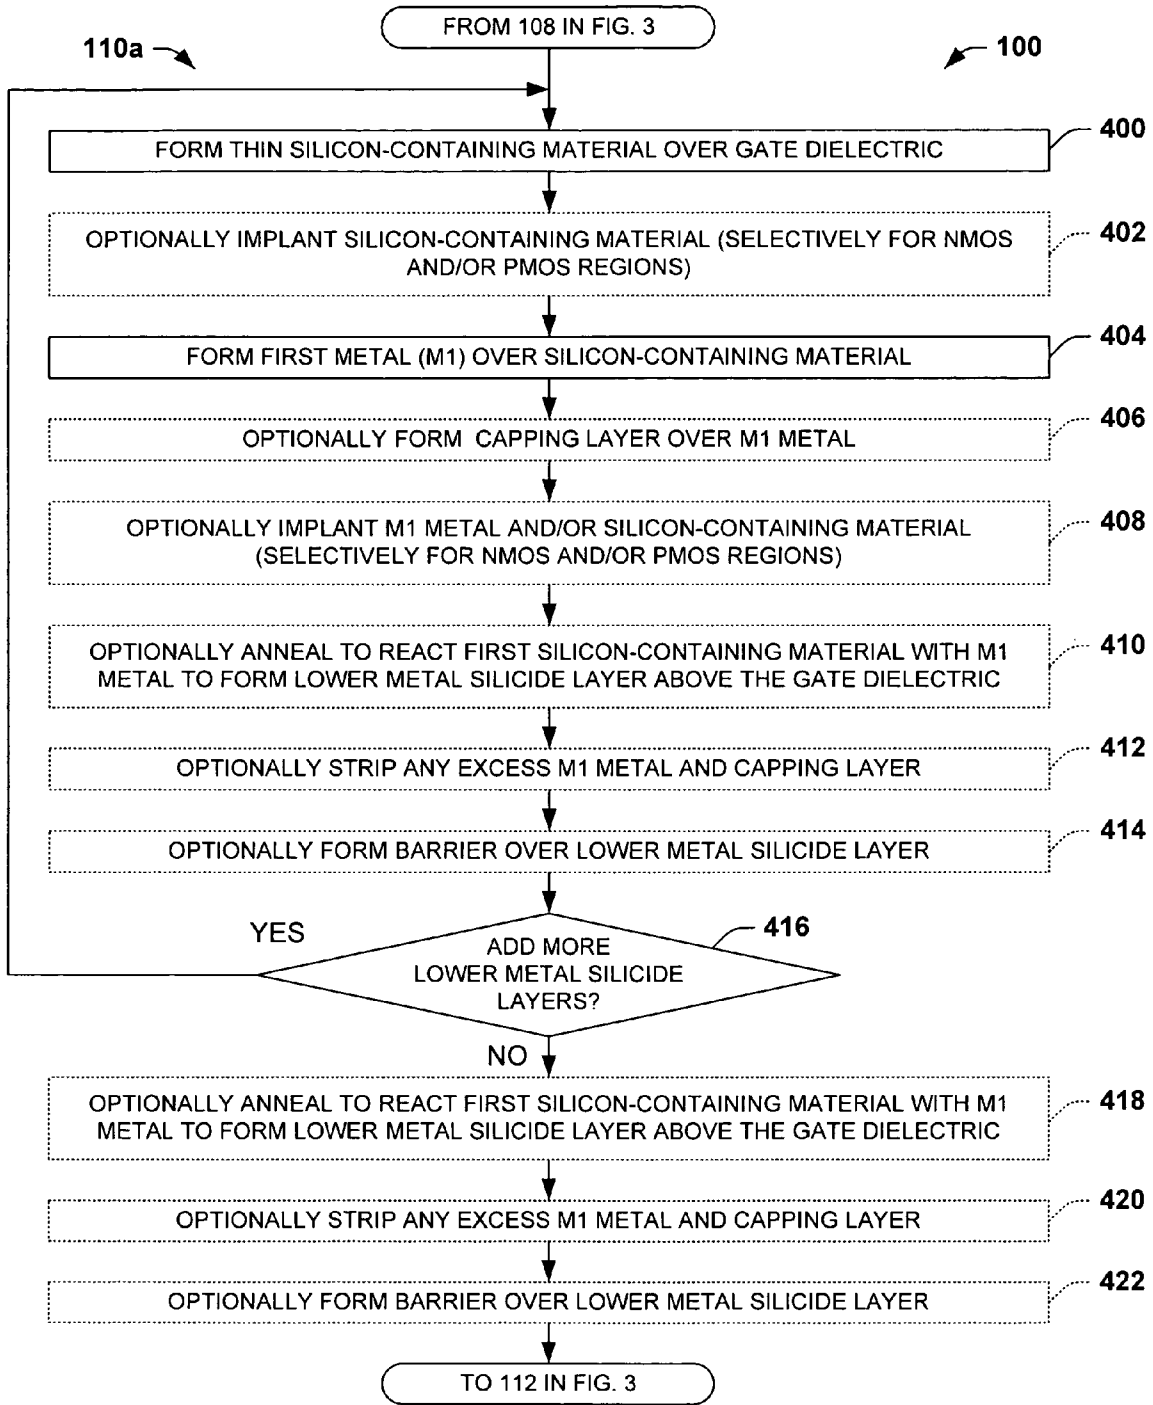 FROM 108 IN FIG. 3
110a
100
400
FORM THIN SILICON-CONTAINING MATERIAL OVER GATE DIELECTRIC
402
OPTIONALLY IMPLANT SILICON-CONTAINING MATERIAL (SELECTIVELY FOR NMOS
AND/OR PMOS REGIONS)
404
FORM FIRST METAL (M1) OVER SILICON-CONTAINING MATERIAL
406
OPTIONALLY FORM CAPPING LAYER OVER M1 METAL
408
OPTIONALLY IMPLANT M1 METAL AND/OR SILICON-CONTAINING MATERIAL
(SELECTIVELY FOR NMOS AND/OR PMOS REGIONS)
410
OPTIONALLY ANNEAL TO REACT FIRST SILICON-CONTAINING MATERIAL WITH M1
METAL TO FORM LOWER METAL SILICIDE LAYER ABOVE THE GATE DIELECTRIC
412
OPTIONALLY STRIP ANY EXCESS M1 METAL AND CAPPING LAYER
414
OPTIONALLY FORM BARRIER OVER LOWER METAL SILICIDE LAYER
416
YES
ADD MORE
LOWER METAL SILICIDE
LAYERS?
NO
418
OPTIONALLY ANNEAL TO REACT FIRST SILICON-CONTAINING MATERIAL WITH M1
METAL TO FORM LOWER METAL SILICIDE LAYER ABOVE THE GATE DIELECTRIC
420
OPTIONALLY STRIP ANY EXCESS M1 METAL AND CAPPING LAYER
422
OPTIONALLY FORM BARRIER OVER LOWER METAL SILICIDE LAYER
TO 112 IN FIG. 3